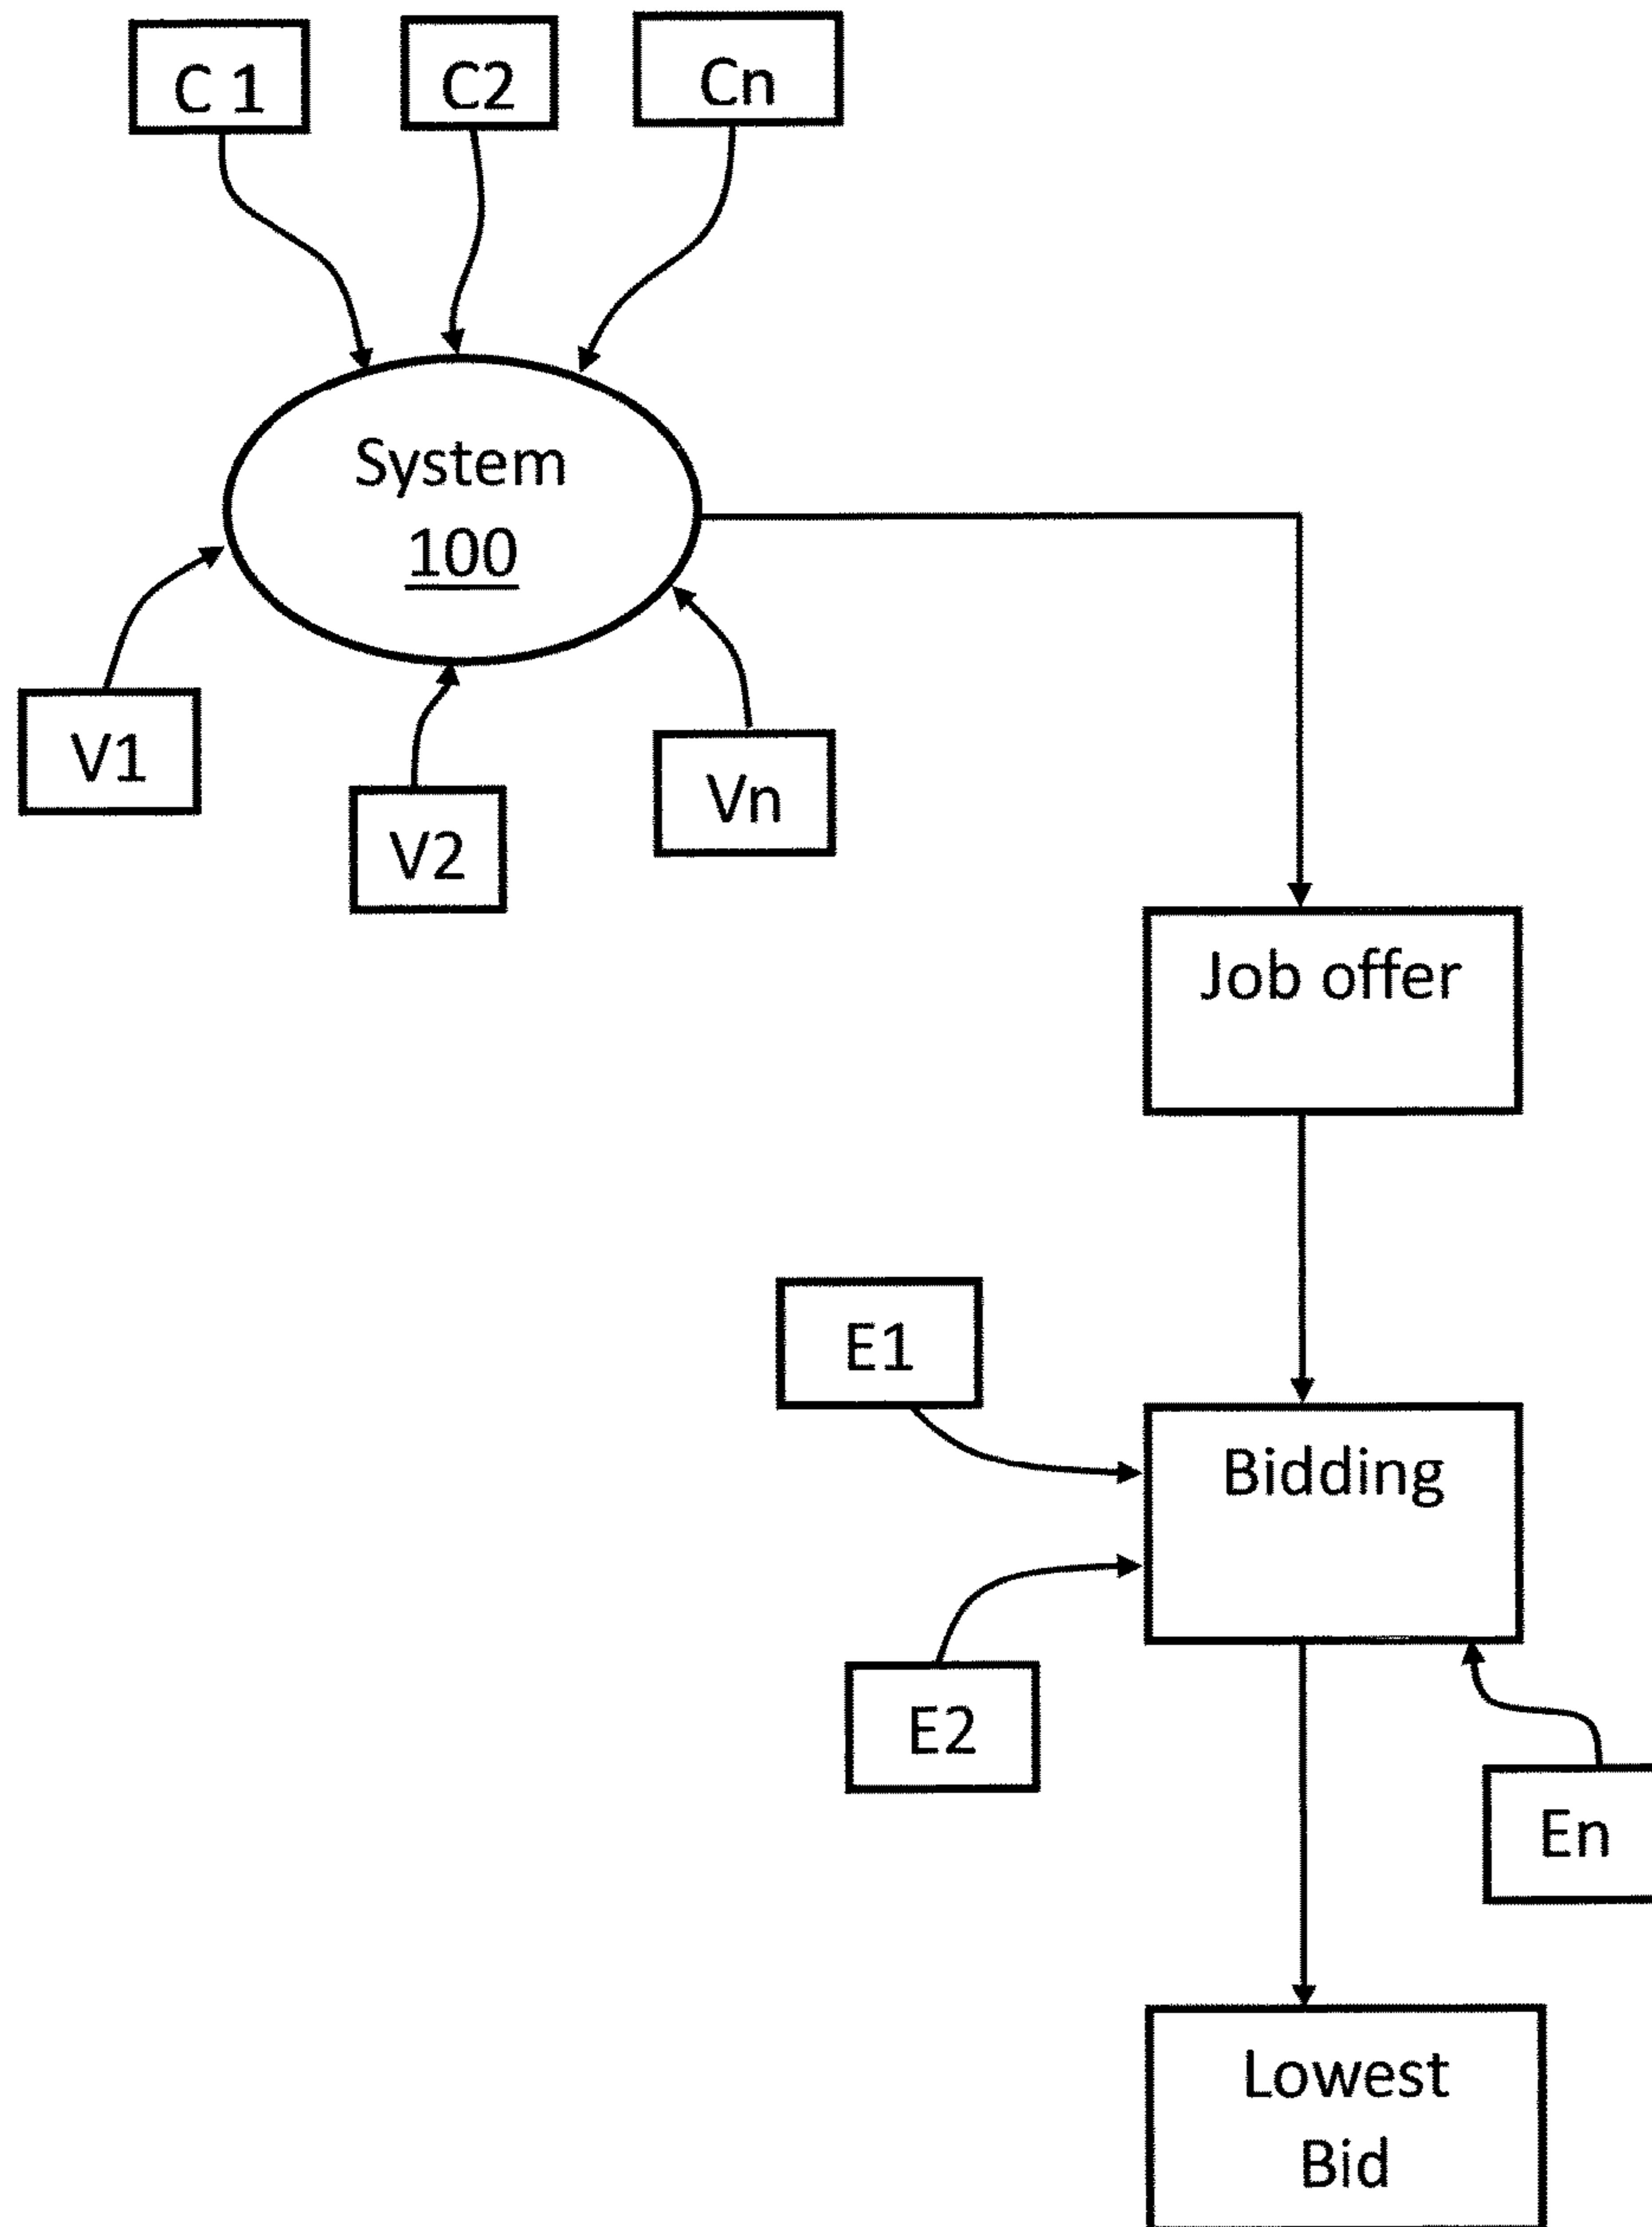 C 1
C2
Cn
System
100
V1
V2
Vn
Job offer
E1
Bidding
E2
En
Lowest
Bid